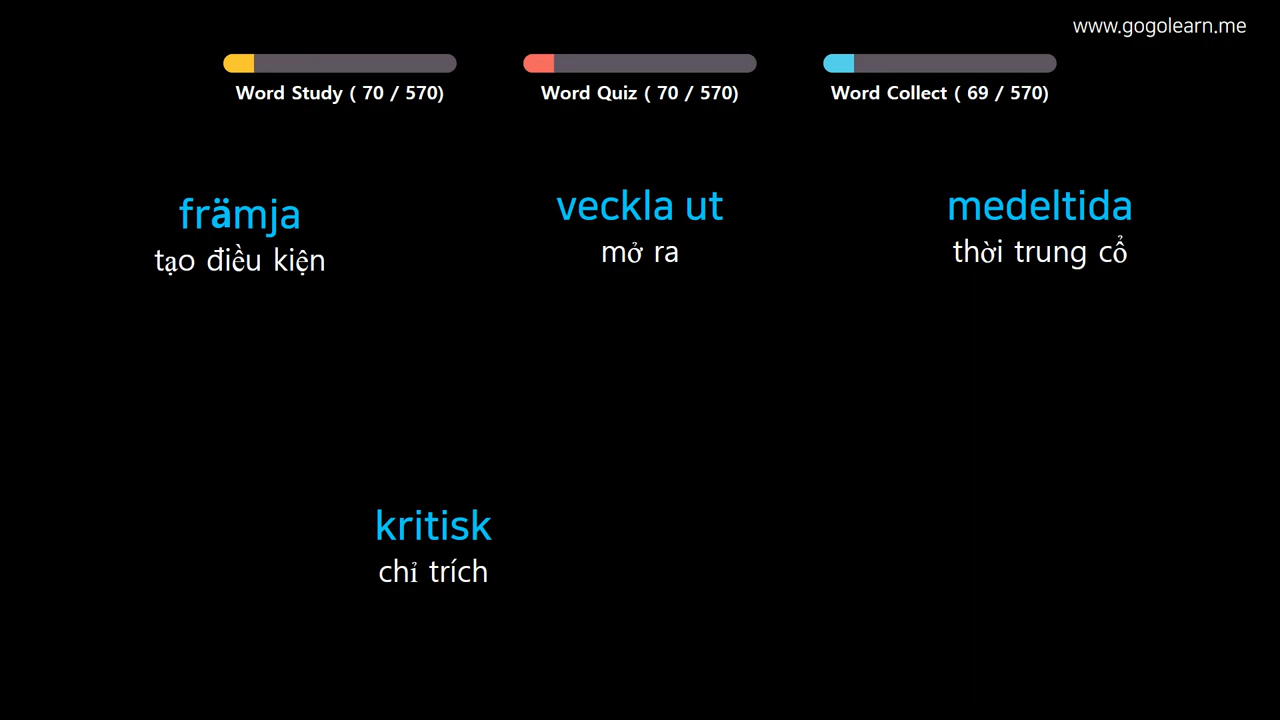 www.gogolearn.me
Word Study ( 70 / 570)
Word Quiz ( 70 / 570)
Word Collect ( 69 / 570)
främja
tạo điều kiện
veckla ut
mở ra
medeltida
thời trung cổ
kritisk
chỉ trích